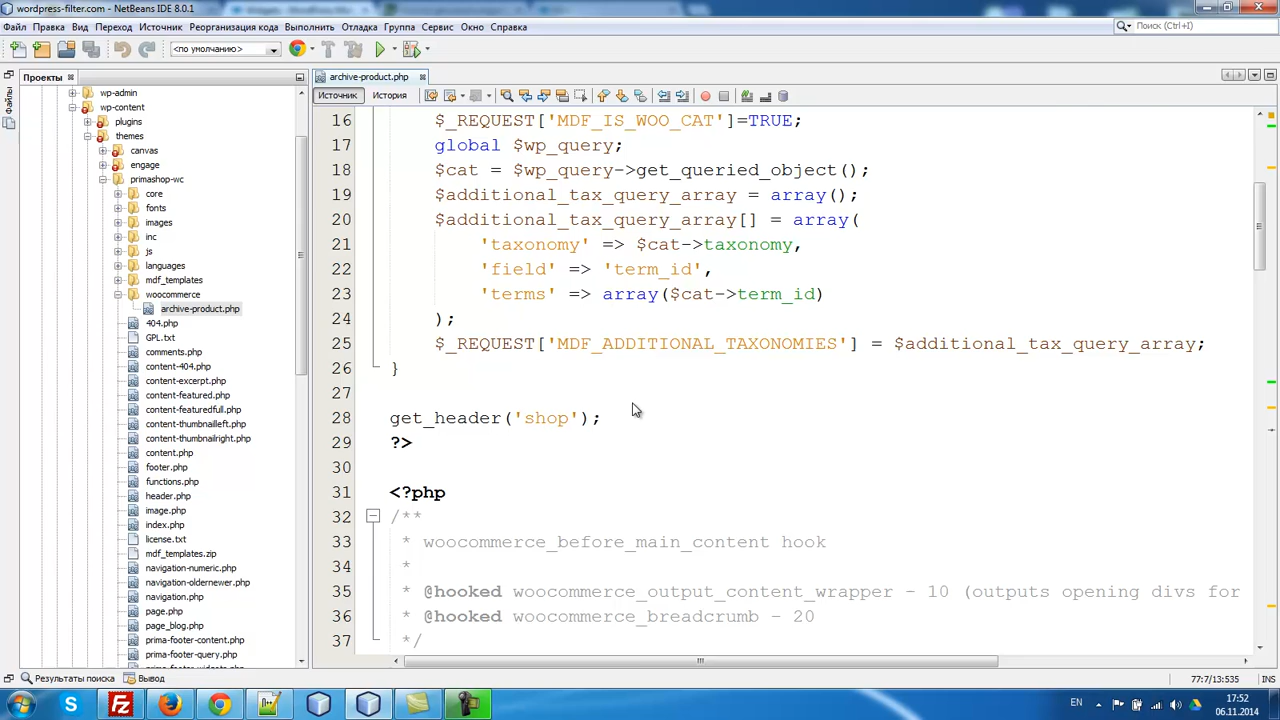 wordpress-filter.com - NetBeans IDE 8.0.1
Файл Правка Вид Переход Источник Реорганизация кода Выполнить Отладка Группа Сервис Окно Справка
Поиск (Ctrl+I)
<по умолчанию>
Проекты
archive-product.php
Файлы
Источник История
wp-admin
wp-content
plugins
themes
canvas
engage
primashop-wc
core
fonts
images
inc
js
languages
mdf_templates
woocommerce
archive-product.php
404.php
GPL.txt
comments.php
content-404.php
content-excerpt.php
content-featured.php
content-featuredfull.php
content-thumbnailleft.php
content-thumbnailright.php
content.php
footer.php
functions.php
header.php
image.php
index.php
license.txt
mdf_templates.zip
navigation-numeric.php
navigation-oldernewer.php
navigation.php
page.php
page_blog.php
prima-footer-content.php
prima-footer-query.php
16 $_REQUEST['MDF_IS_WOO_CAT']=TRUE;
17 global $wp_query;
18 $cat = $wp_query->get_queried_object();
19 $additional_tax_query_array = array();
20 $additional_tax_query_array[] = array(
21 'taxonomy' => $cat->taxonomy,
22 'field' => 'term_id',
23 'terms' => array($cat->term_id)
24 );
25 $_REQUEST['MDF_ADDITIONAL_TAXONOMIES'] = $additional_tax_query_array;
26 }
27
28 get_header('shop');
29 ?>
30
31 <?php
32 /**
33 * woocommerce_before_main_content hook
34 *
35 * @hooked woocommerce_output_content_wrapper - 10 (outputs opening divs for
36 * @hooked woocommerce_breadcrumb - 20
37 */
Результаты поиска Вывод
77:7/13:535 INS
EN
17:52
06.11.2014